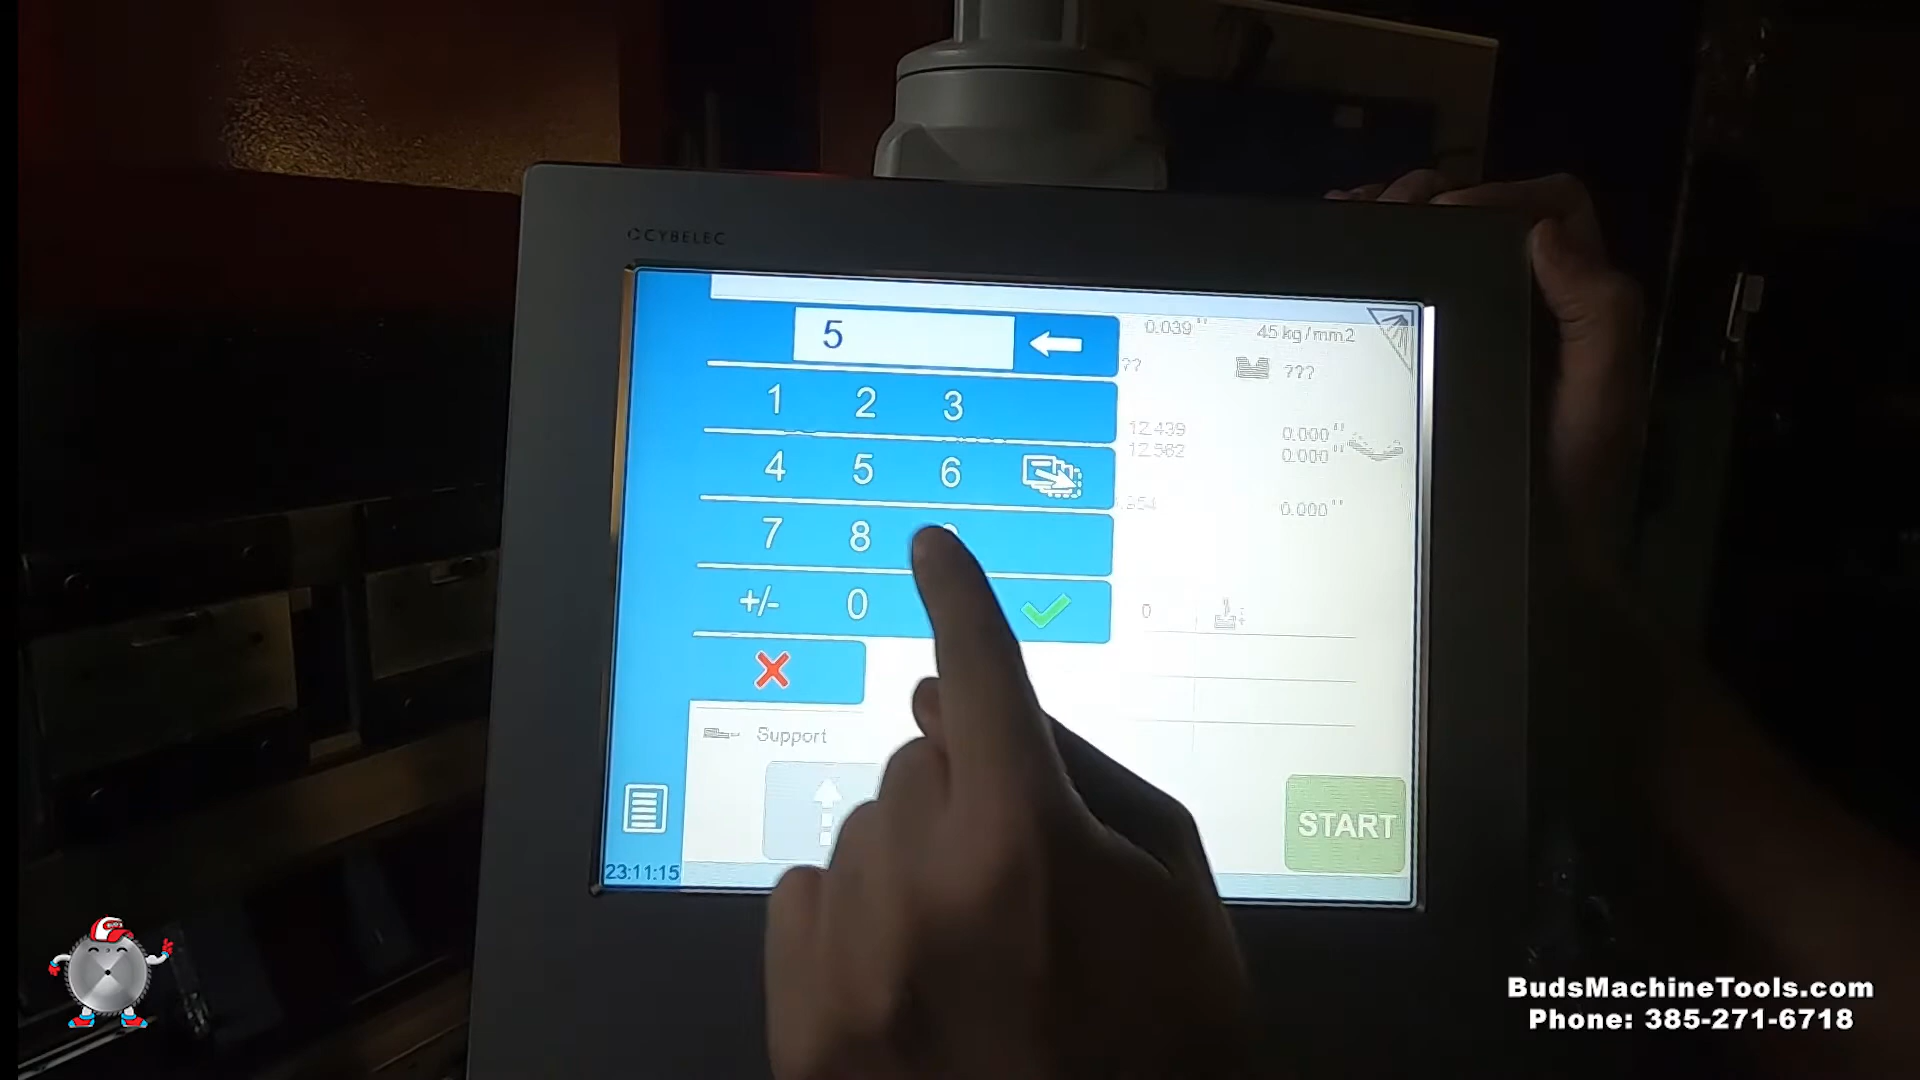 CYBELEC
5
0.039 "
45 kg/mm2
??
???
1 2 3
12.439
0.000 "
12.562
0.000 "
4 5 6
0.000 "
7 8
+/- 0
0
Support
START
23:11:15
BudsMachineTools.com
Phone: 385-271-6718